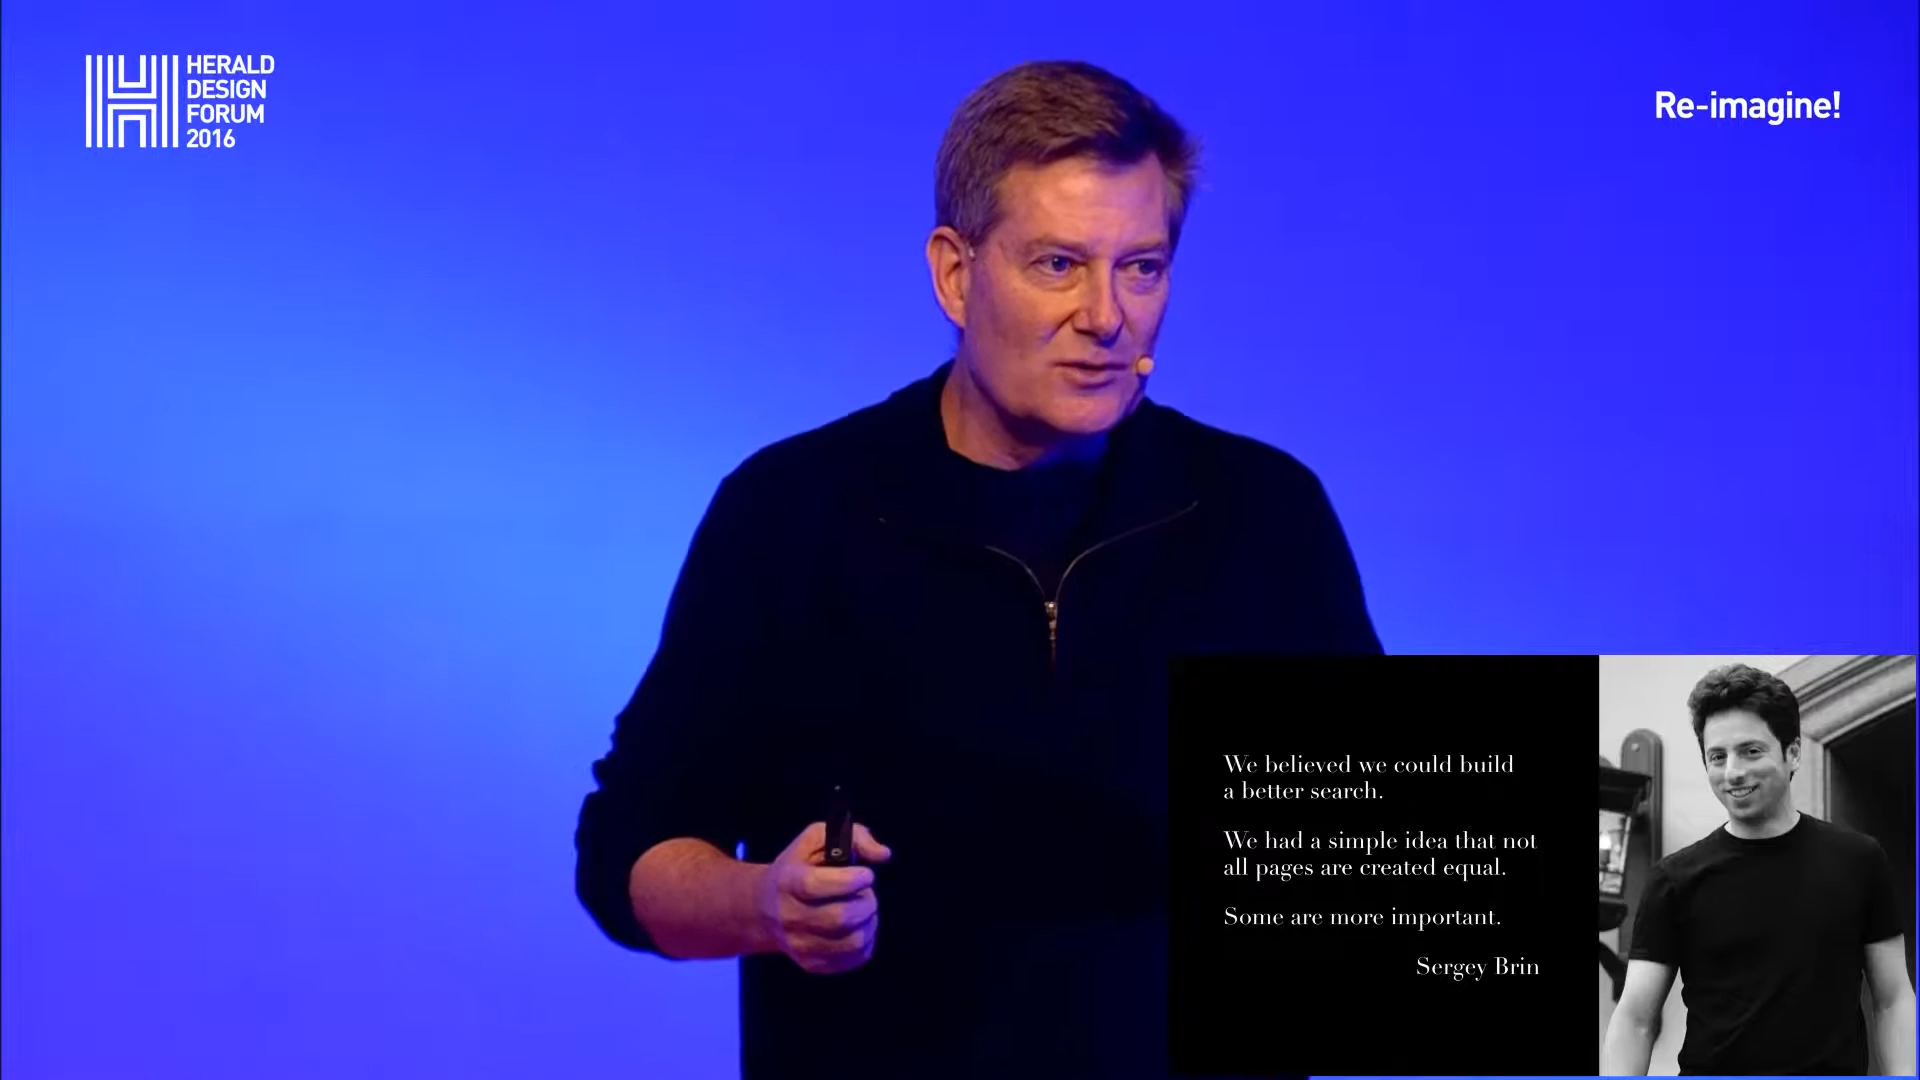 HERALD
DESIGN
FORUM
2016
Re-imagine!
We believed we could build
a better search.
We had a simple idea that not
all pages are created equal.
Some are more important.
Sergey Brin